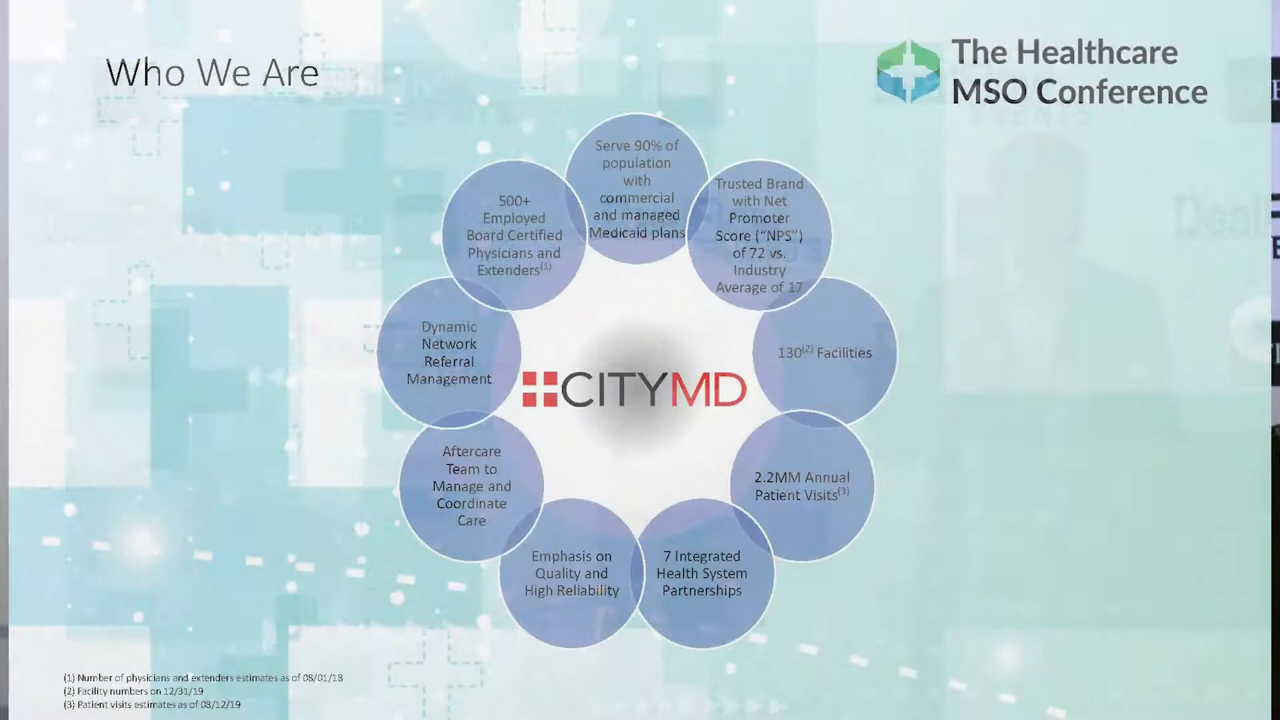 Who We Are
The Healthcare
MSO Conference
Serve 90% of
population
with
commercial
and managed
Medicaid plans
Trusted Brand
with Net
Promoter
Score (“NPS”)
of 72 vs.
Industry
Average of 17
130(2) Facilities
2.2MM Annual
Patient Visits(3)
7 Integrated
Health System
Partnerships
Emphasis on
Quality and
High Reliability
Aftercare
Team to
Manage and
Coordinate
Care
Dynamic
Network
Referral
Management
500+
Employed
Board Certified
Physicians and
Extenders(1)
CITYMD
(1) Number of physicians and extenders estimates as of 08/01/18
(2) Facility numbers on 12/31/19
(3) Patient visits estimates as of 08/12/19